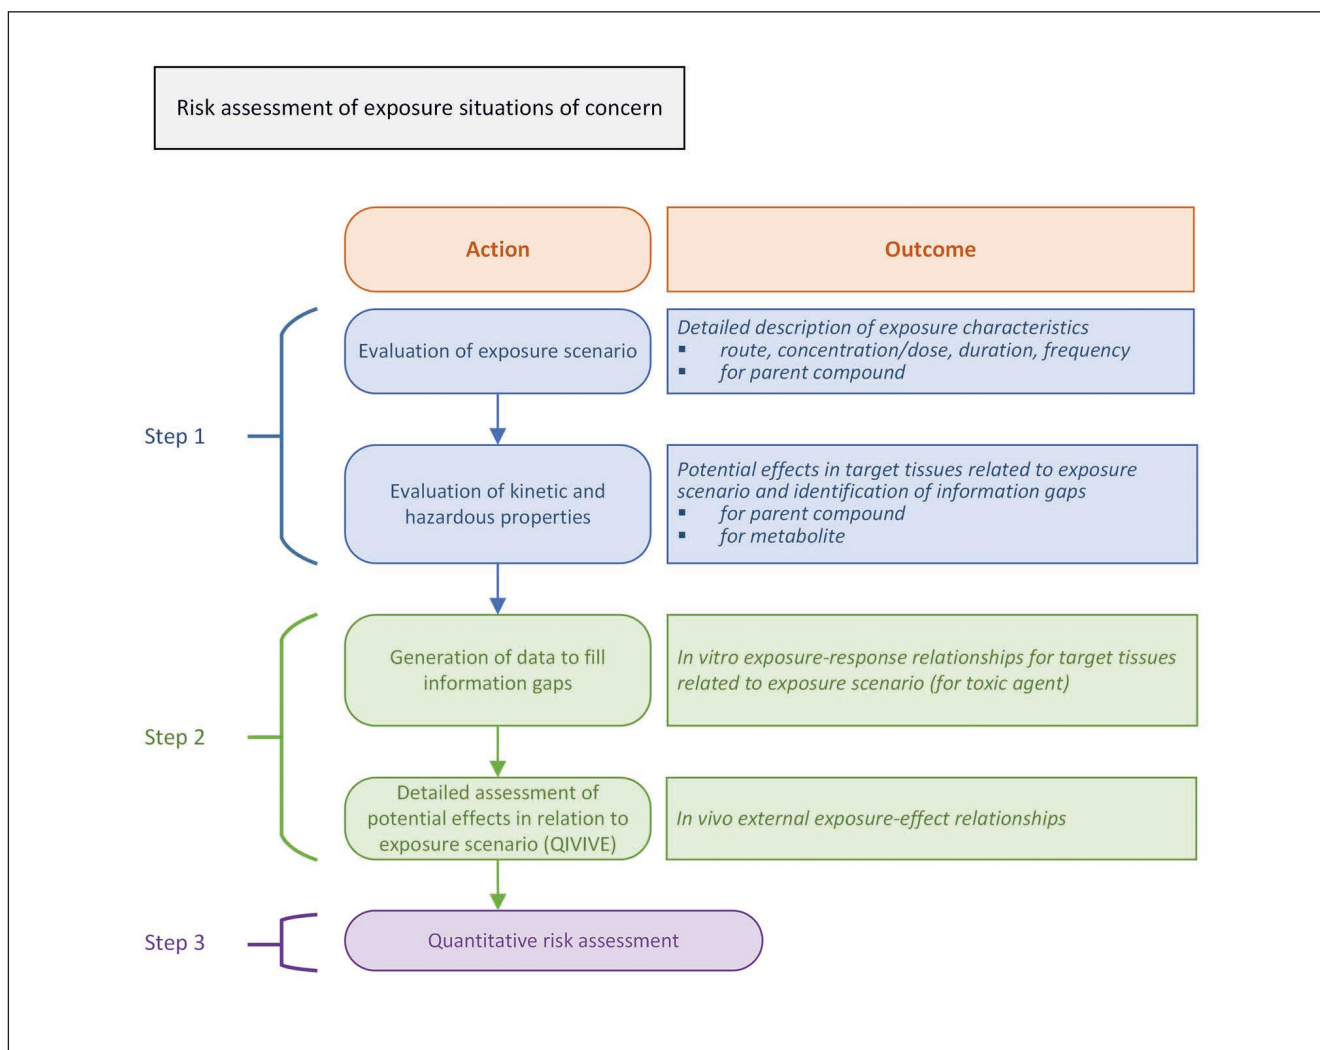 Risk assessment of exposure situations of concern
Action
Outcome
Step 1
Evaluation of exposure scenario
Detailed description of exposure characteristics
▪ route, concentration/dose, duration, frequency
▪ for parent compound
Evaluation of kinetic and
hazardous properties
Potential effects in target tissues related to exposure
scenario and identification of information gaps
▪ for parent compound
▪ for metabolite
Step 2
Generation of data to fill
information gaps
In vitro exposure-response relationships for target tissues
related to exposure scenario (for toxic agent)
Detailed assessment of
potential effects in relation to
exposure scenario (QIVIVE)
In vivo external exposure-effect relationships
Step 3
Quantitative risk assessment